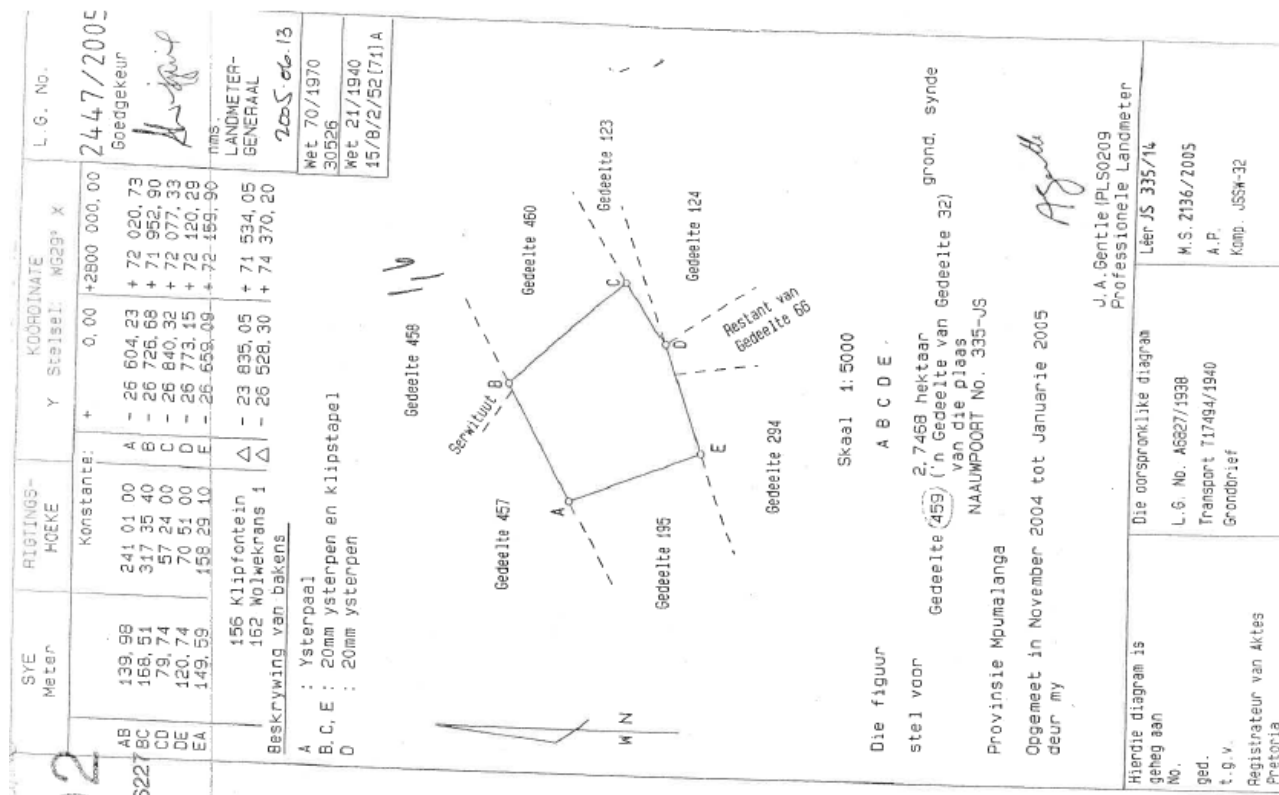 SYE RIGTINGS- KOÖRDINATE L.G. No.
Meter HOEKE Y Stelsel: WG29° X
Konstante: + 0,00 +2800 000,00
AB 139,98 241 01 00 A - 26 604,23 + 72 020,73
BC 168,51 317 35 40 B - 26 726,68 + 71 952,90
CD 79,74 57 24 00 C - 26 840,32 + 72 077,33
DE 120,74 70 51 00 D - 26 773,15 + 72 120,29
EA 149,59 158 29 10 E - 26 659,09 + 72 159,90
156 Klipfontein △ - 23 835,05 + 71 534,05
162 Wolwekrans 1 △ - 26 528,30 + 74 370,20
2447/2005
Goedgekeur
nms.
LANDMETER-
GENERAAL
2005-06-13
Wet 70/1970
30526
Wet 21/1940
15/8/2/52(71)A
6227
Beskrywing van bakens
A : Ysterpaal
B, C, E : 20mm ysterpen en klipstapel
D : 20mm ysterpen
Gedeelte 458
Serwituut
B
Gedeelte 460
Gedeelte 457
A
C
Gedeelte 123
D
Gedeelte 124
E
Restant van
Gedeelte 66
Gedeelte 195
Gedeelte 294
W N
Skaal 1:5000
Die figuur A B C D E.
stel voor 2,7468 hektaar grond, synde
Gedeelte 459 ('n Gedeelte van Gedeelte 32)
van die plaas
NAAUWPOORT No. 335-JS
Provinsie Mpumalanga
Opgemeet in November 2004 tot Januarie 2005
deur my
J.A.Gentle (PLS0209
Professionele Landmeter
Hierdie diagram is
geheg aan
No.
ged.
t.g.v.
Registrateur van Aktes
Pretoria
Die oorspronklike diagram
L.G. No. A6827/1938
Transport T17494/1940
Grondbrief
Lêer JS 335/14
M.S. 2136/2005
A.P.
Komp. JSSW-32